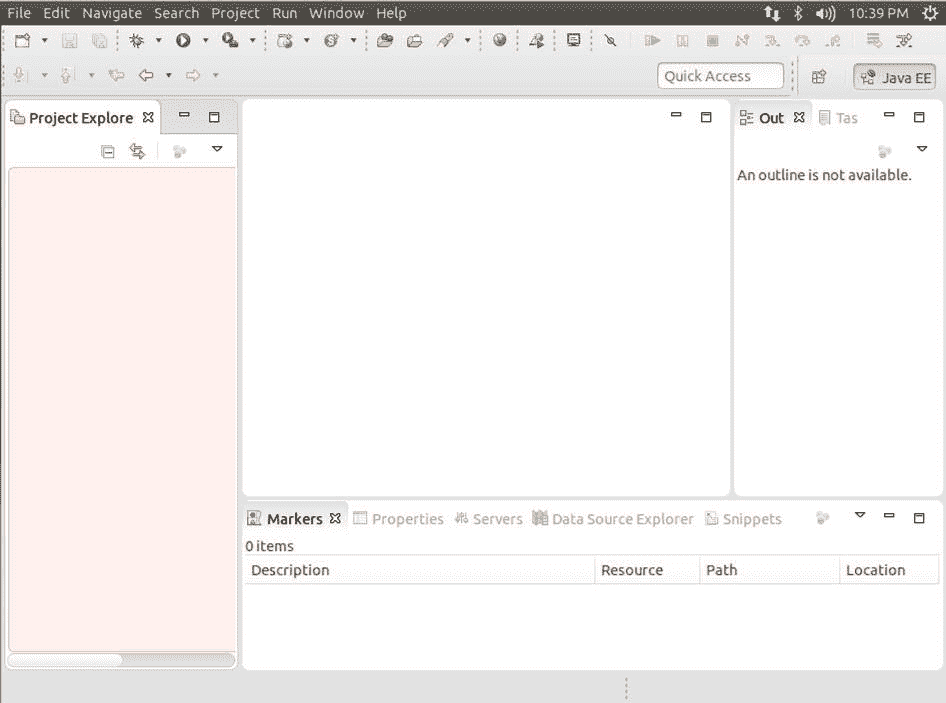 File Edit Navigate Search Project Run Window Help 10:39 PM
Quick Access Java EE
Project Explore Out Tas
An outline is not available.
Markers Properties Servers Data Source Explorer Snippets
0 items
Description Resource Path Location